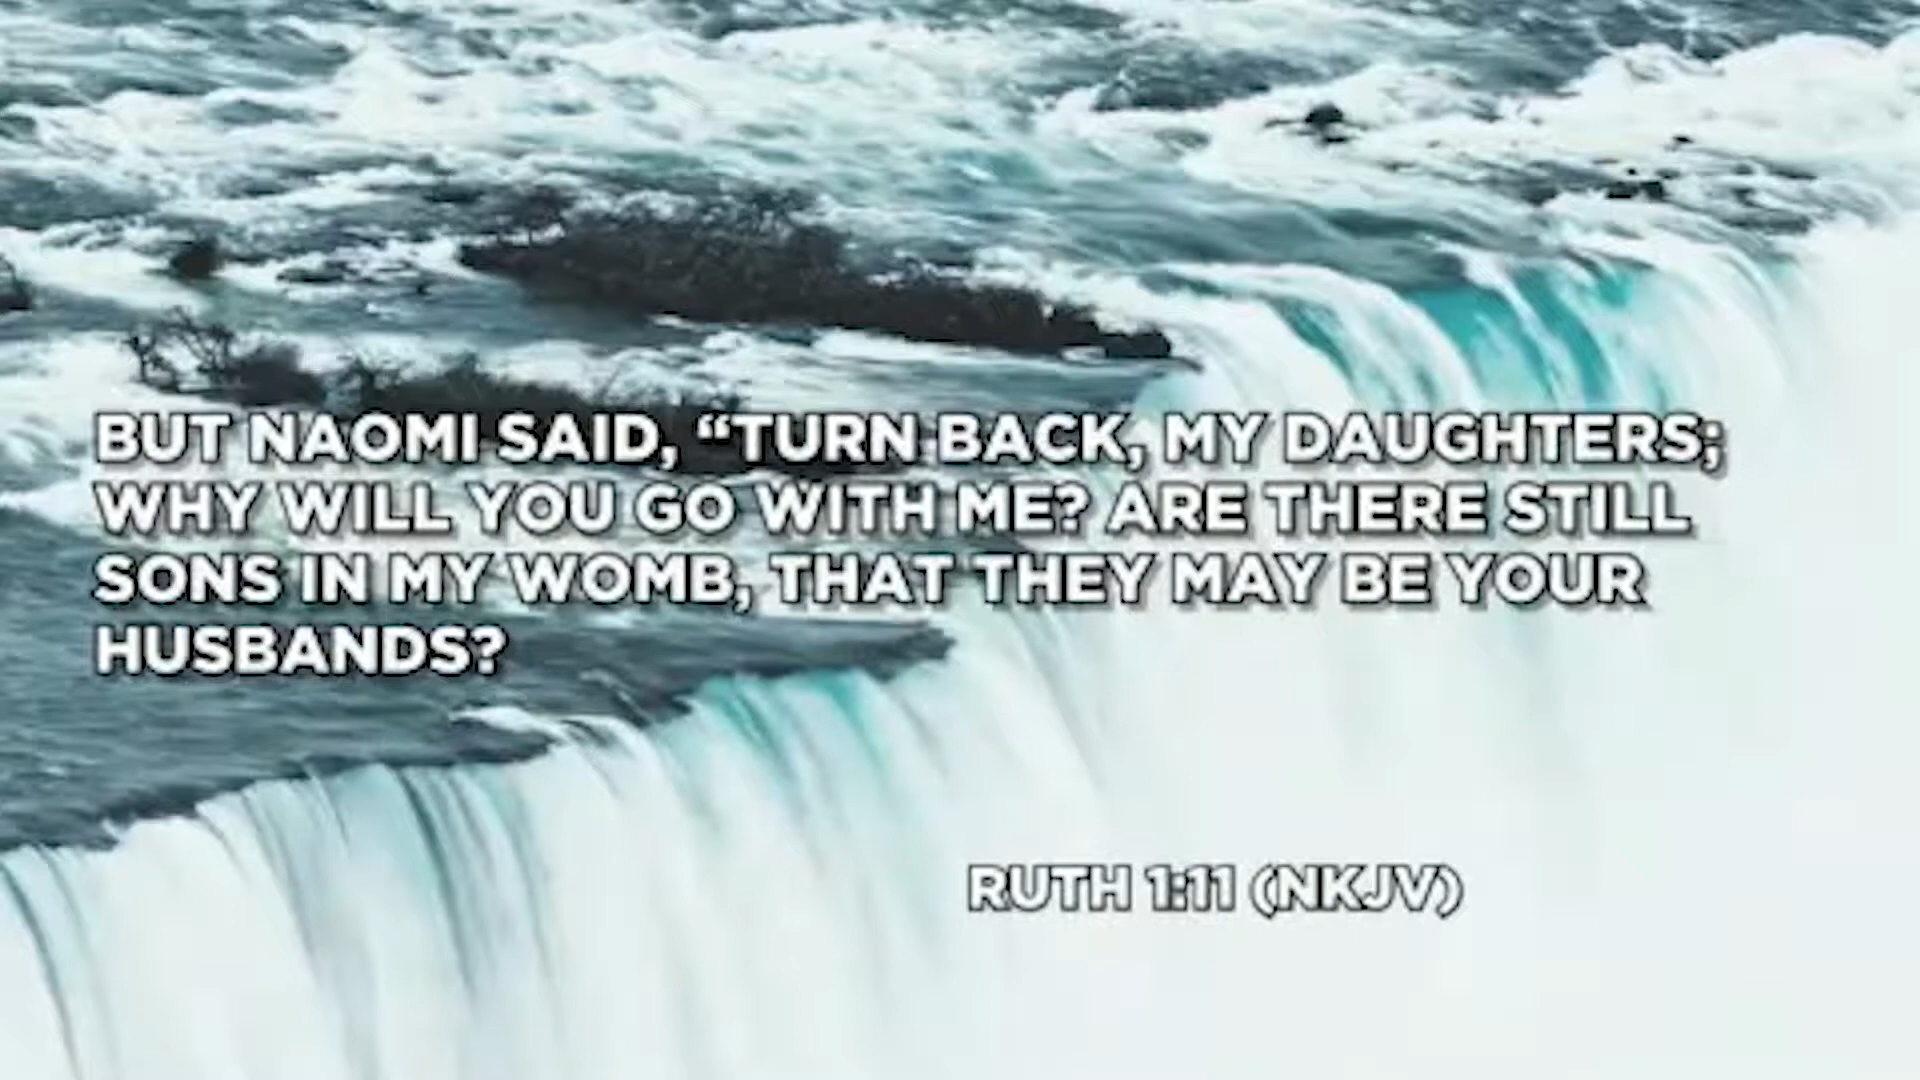 BUT NAOMI SAID, “TURN BACK, MY DAUGHTERS;
WHY WILL YOU GO WITH ME? ARE THERE STILL
SONS IN MY WOMB, THAT THEY MAY BE YOUR
HUSBANDS?
RUTH 1:11 (NKJV)